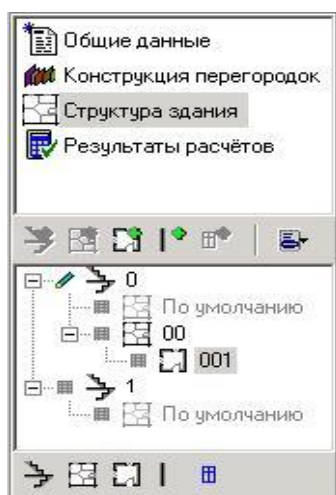 Общие данные
Конструкция перегородок
Структура здания
Результаты расчётов
0
По умолчанию
00
001
1
По умолчанию